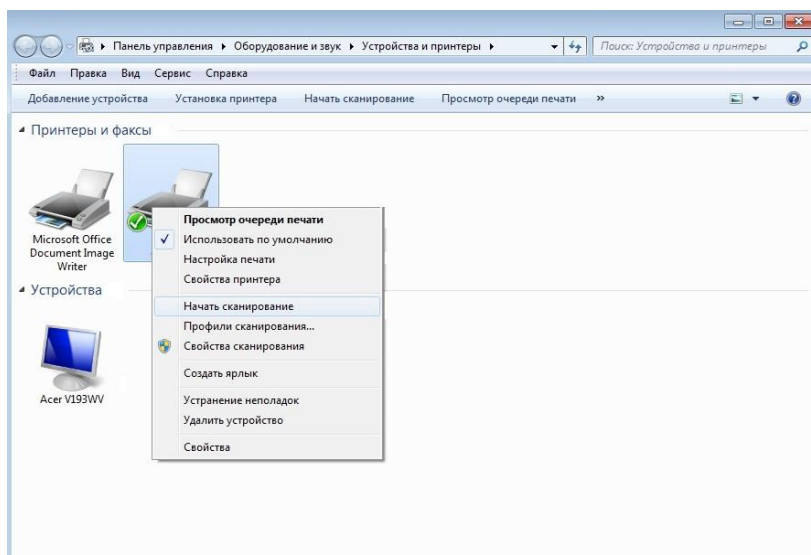 Панель управления ▸ Оборудование и звук ▸ Устройства и принтеры ▸
Поиск: Устройства и принтеры
Файл Правка Вид Сервис Справка
Добавление устройства Установка принтера Начать сканирование Просмотр очереди печати »
Принтеры и факсы
Microsoft Office
Document Image
Writer
Просмотр очереди печати
Использовать по умолчанию
Настройка печати
Свойства принтера
Начать сканирование
Профили сканирования...
Свойства сканирования
Создать ярлык
Устранение неполадок
Удалить устройство
Свойства
Устройства
Acer V193WV